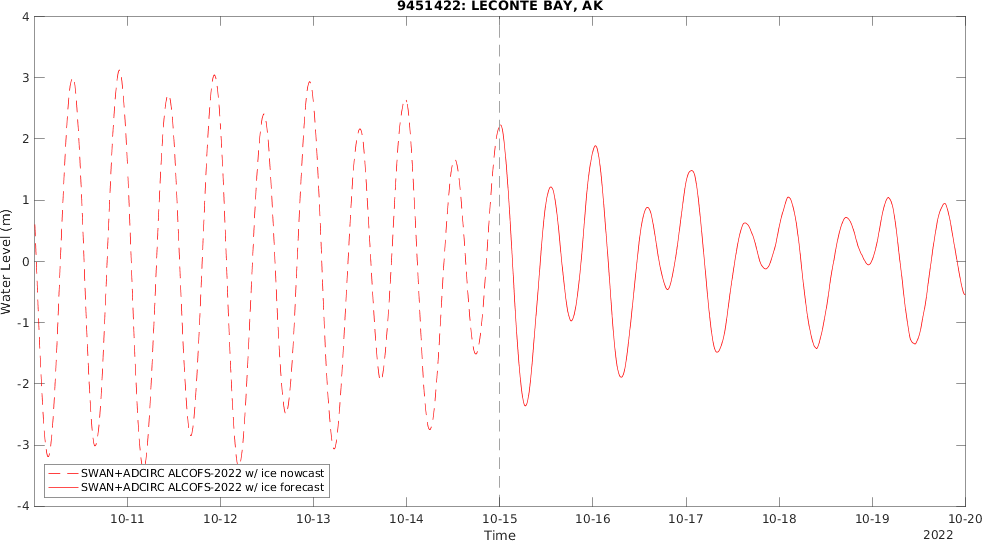 9451422: LECONTE BAY, AK
4
3
2
1
0
-1
-2
-3
-4
Water Level (m)
SWAN+ADCIRC ALCOFS-2022 w/ ice nowcast
SWAN+ADCIRC ALCOFS-2022 w/ ice forecast
10-11 10-12 10-13 10-14 10-15 10-16 10-17 10-18 10-19 10-20
Time
2022